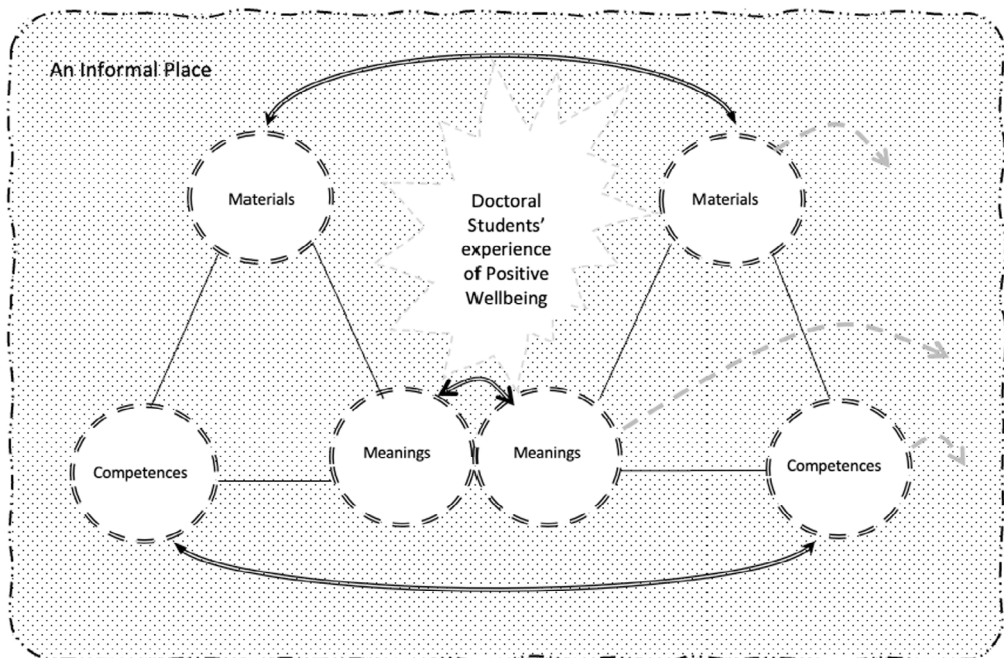 An Informal Place
Materials
Materials
Doctoral
Students’
experience
of Positive
Wellbeing
Competences
Meanings
Meanings
Competences